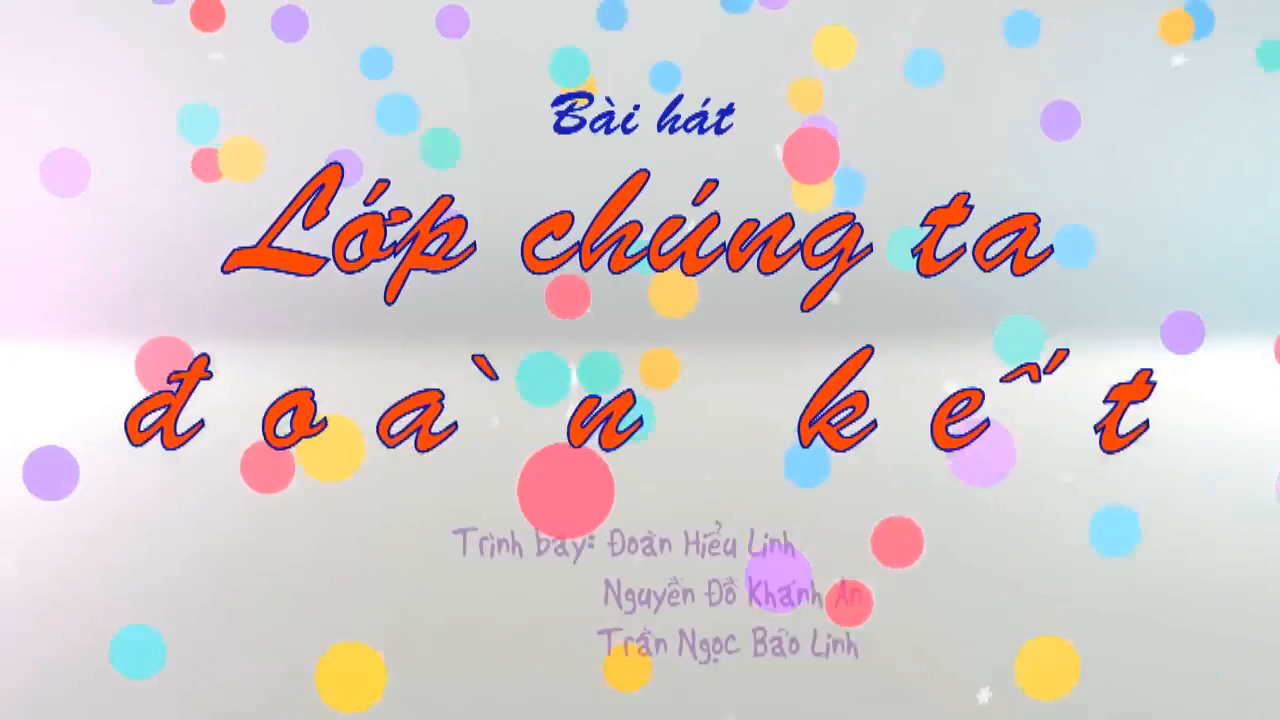 Bài hát
Lớp chúng ta
đoàn kết
Trình bày: Đoàn Hiểu Linh
Nguyễn Đỗ Khánh An
Trần Ngọc Bảo Linh